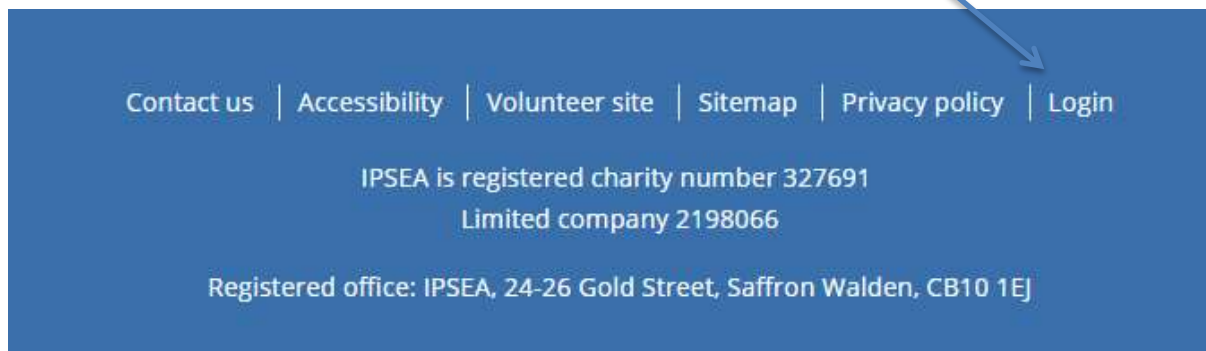 Contact us | Accessibility | Volunteer site | Sitemap | Privacy policy | Login
IPSEA is registered charity number 327691
Limited company 2198066
Registered office: IPSEA, 24-26 Gold Street, Saffron Walden, CB10 1EJ